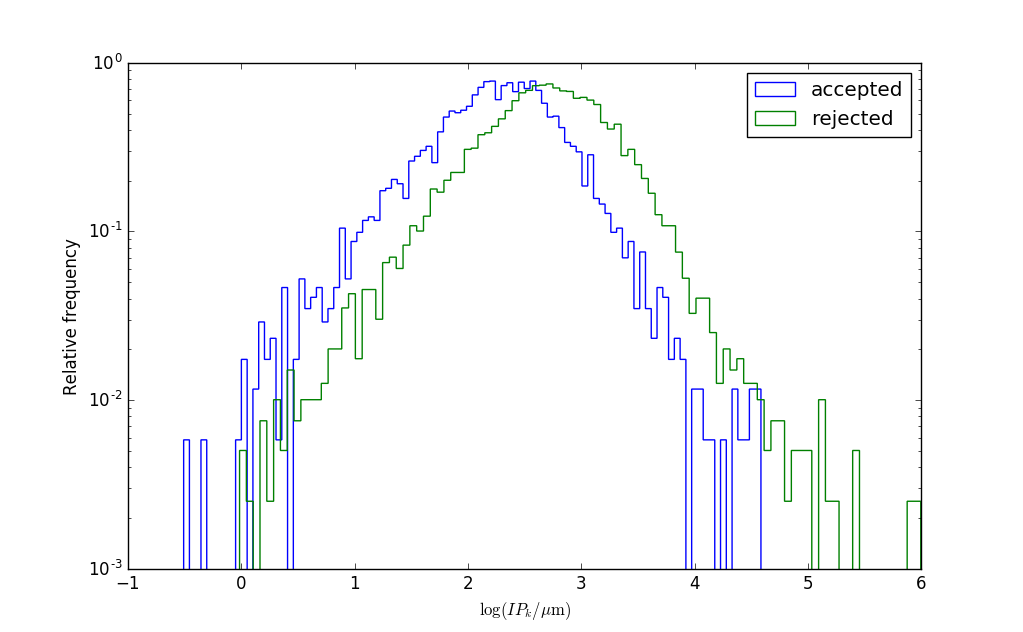 10^0
10^{-1}
10^{-2}
10^{-3}
Relative frequency
accepted
rejected
−1 0 1 2 3 4 5 6
log(IP_k/μm)